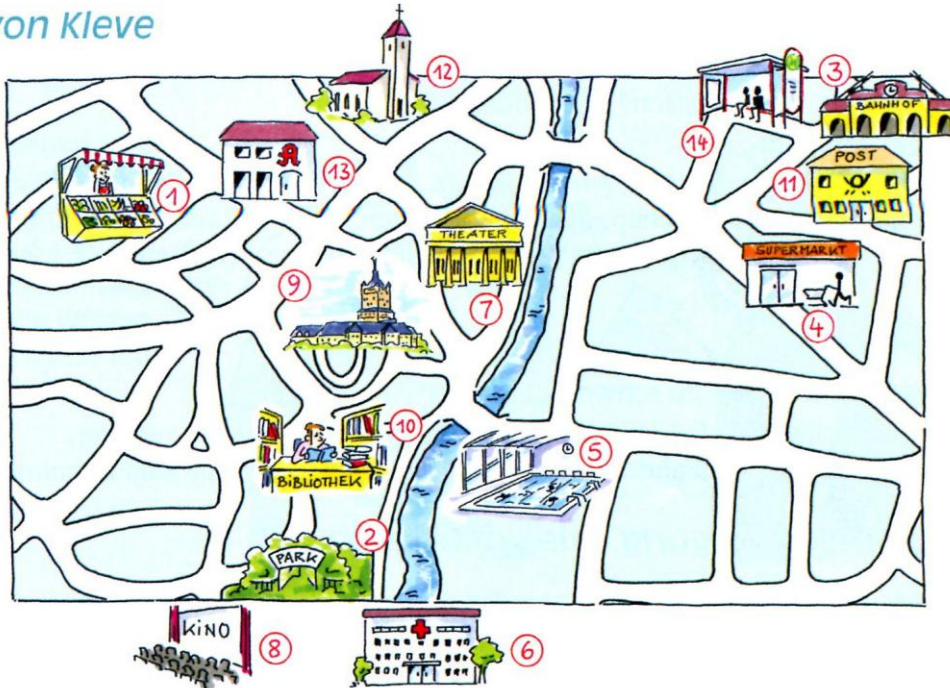 von Kleve
12
3
BAHNHOF
14
A
13
1
POST
11
THEATER
SUPERMARKT
9
7
4
10
5
BIBLIOTHEK
2
PARK
KINO
8
6